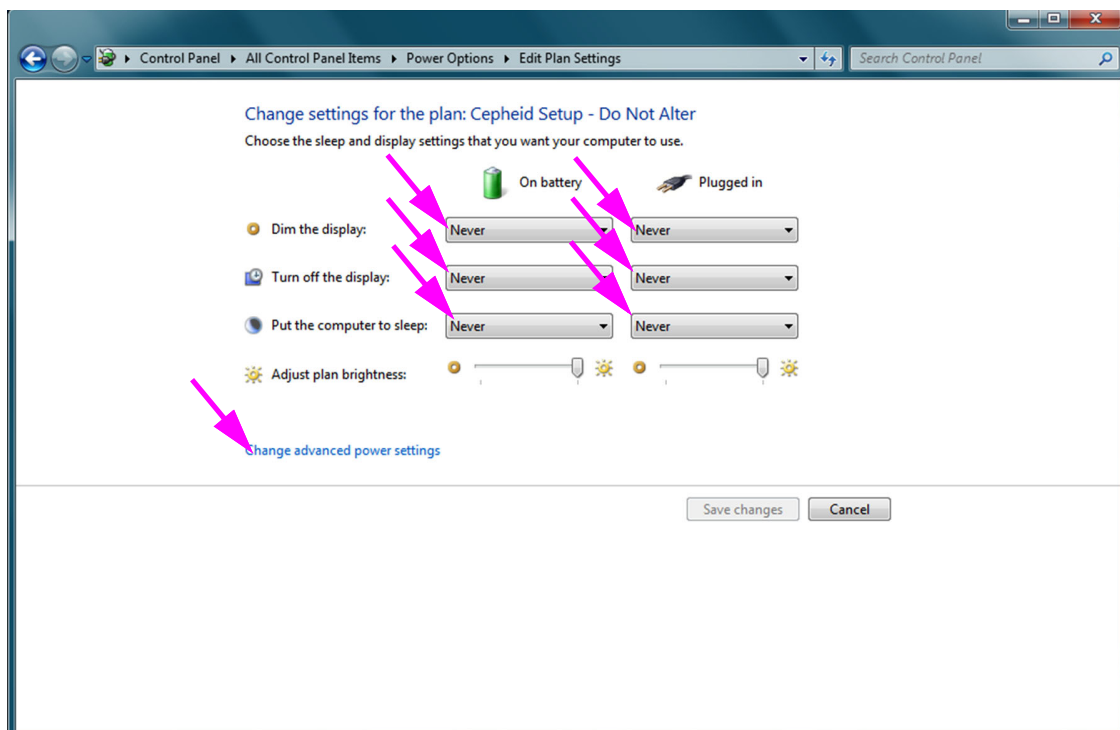 Control Panel All Control Panel Items Power Options Edit Plan Settings Search Control Panel
Change settings for the plan: Cepheid Setup - Do Not Alter
Choose the sleep and display settings that you want your computer to use.
On battery Plugged in
Dim the display: Never Never
Turn off the display: Never Never
Put the computer to sleep: Never Never
Adjust plan brightness:
Change advanced power settings
Save changes Cancel